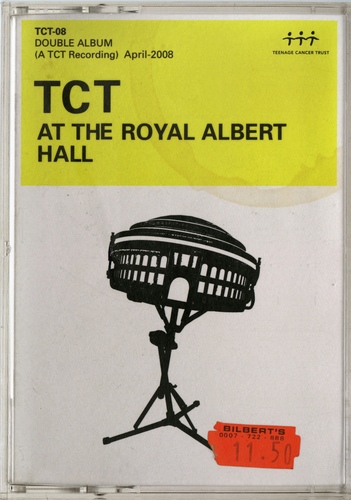 TCT-08
DOUBLE ALBUM
(A TCT Recording) April-2008
TEENAGE CANCER TRUST
TCT
AT THE ROYAL ALBERT
HALL
BILBERT'S
0007 - 722 - 888
11.50